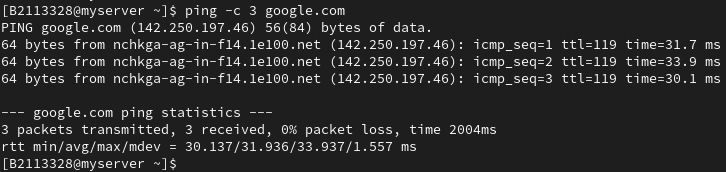 [B2113328@myserver ~]$ ping -c 3 google.com
PING google.com (142.250.197.46) 56(84) bytes of data.
64 bytes from nchkga-ag-in-f14.1e100.net (142.250.197.46): icmp_seq=1 ttl=119 time=31.7 ms
64 bytes from nchkga-ag-in-f14.1e100.net (142.250.197.46): icmp_seq=2 ttl=119 time=33.9 ms
64 bytes from nchkga-ag-in-f14.1e100.net (142.250.197.46): icmp_seq=3 ttl=119 time=30.1 ms

--- google.com ping statistics ---
3 packets transmitted, 3 received, 0% packet loss, time 2004ms
rtt min/avg/max/mdev = 30.137/31.936/33.937/1.557 ms
[B2113328@myserver ~]$